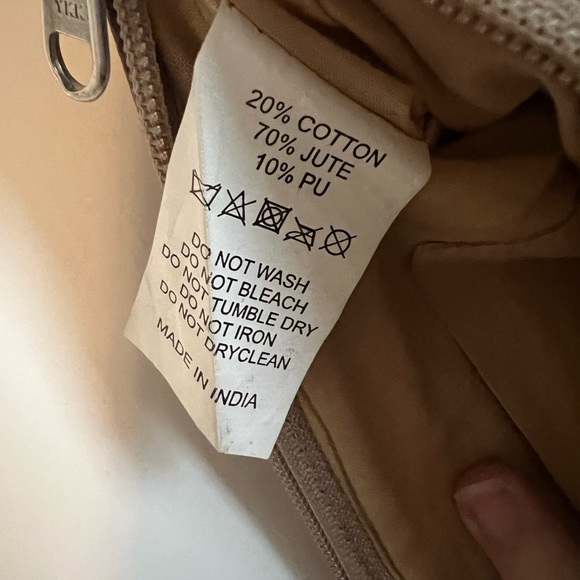 YKK
20% COTTON
70% JUTE
10% PU
DO NOT WASH
DO NOT BLEACH
DO NOT TUMBLE DRY
DO NOT IRON
DO NOT DRYCLEAN
MADE IN INDIA